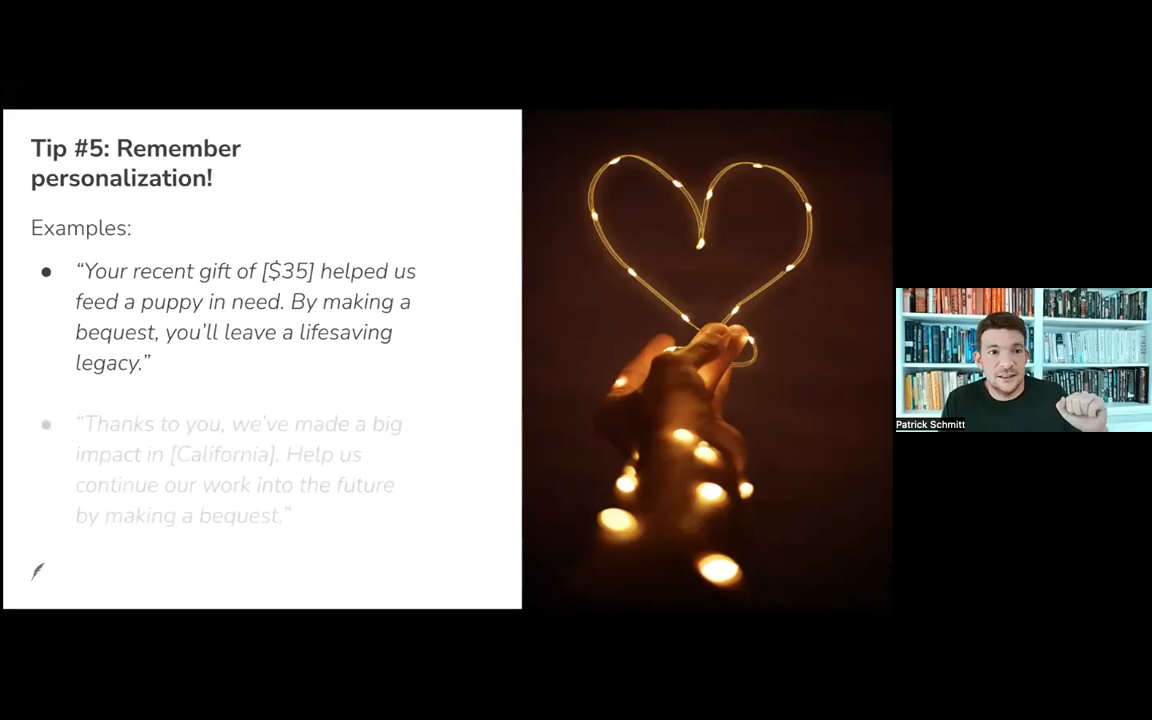 Tip #5: Remember
personalization!
Examples:
● “Your recent gift of [$35] helped us
feed a puppy in need. By making a
bequest, you’ll leave a lifesaving
legacy.”
● “Thanks to you, we’ve made a big
impact in [California]. Help us
continue our work into the future
by making a bequest.”
Patrick Schmitt